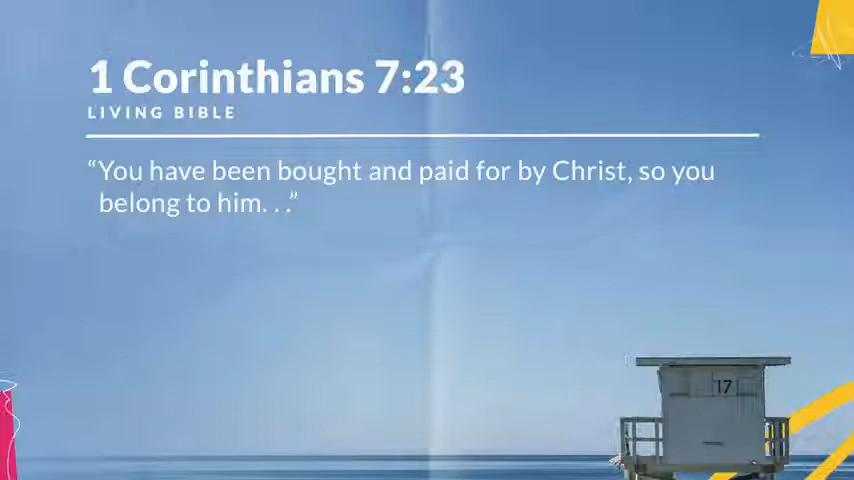 1 Corinthians 7:23
LIVING BIBLE
“You have been bought and paid for by Christ, so you
belong to him. . .”
17